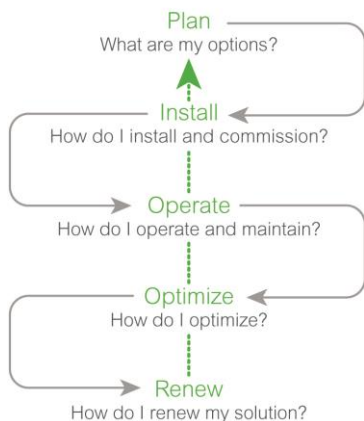 Plan
What are my options?
Install
How do I install and commission?
Operate
How do I operate and maintain?
Optimize
How do I optimize?
Renew
How do I renew my solution?